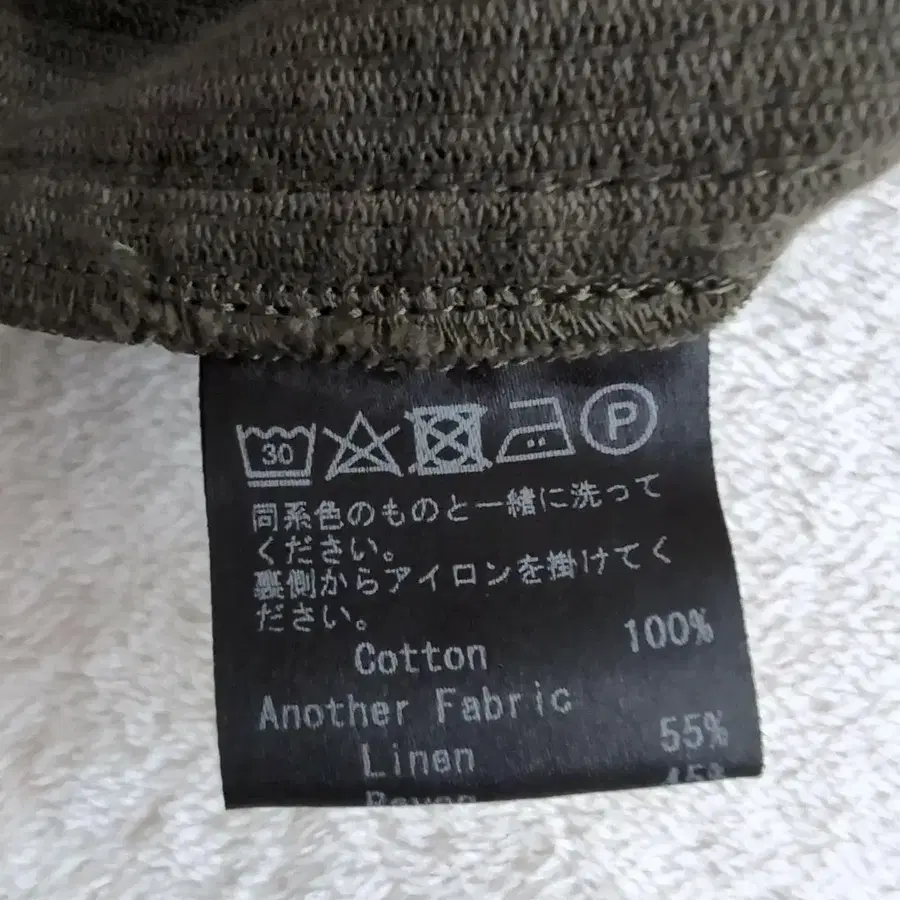 30 P
同系色のものと一緒に洗って
ください。
裏側からアイロンを掛けてく
ださい。
Cotton 100%
Another Fabric
Linen 55%